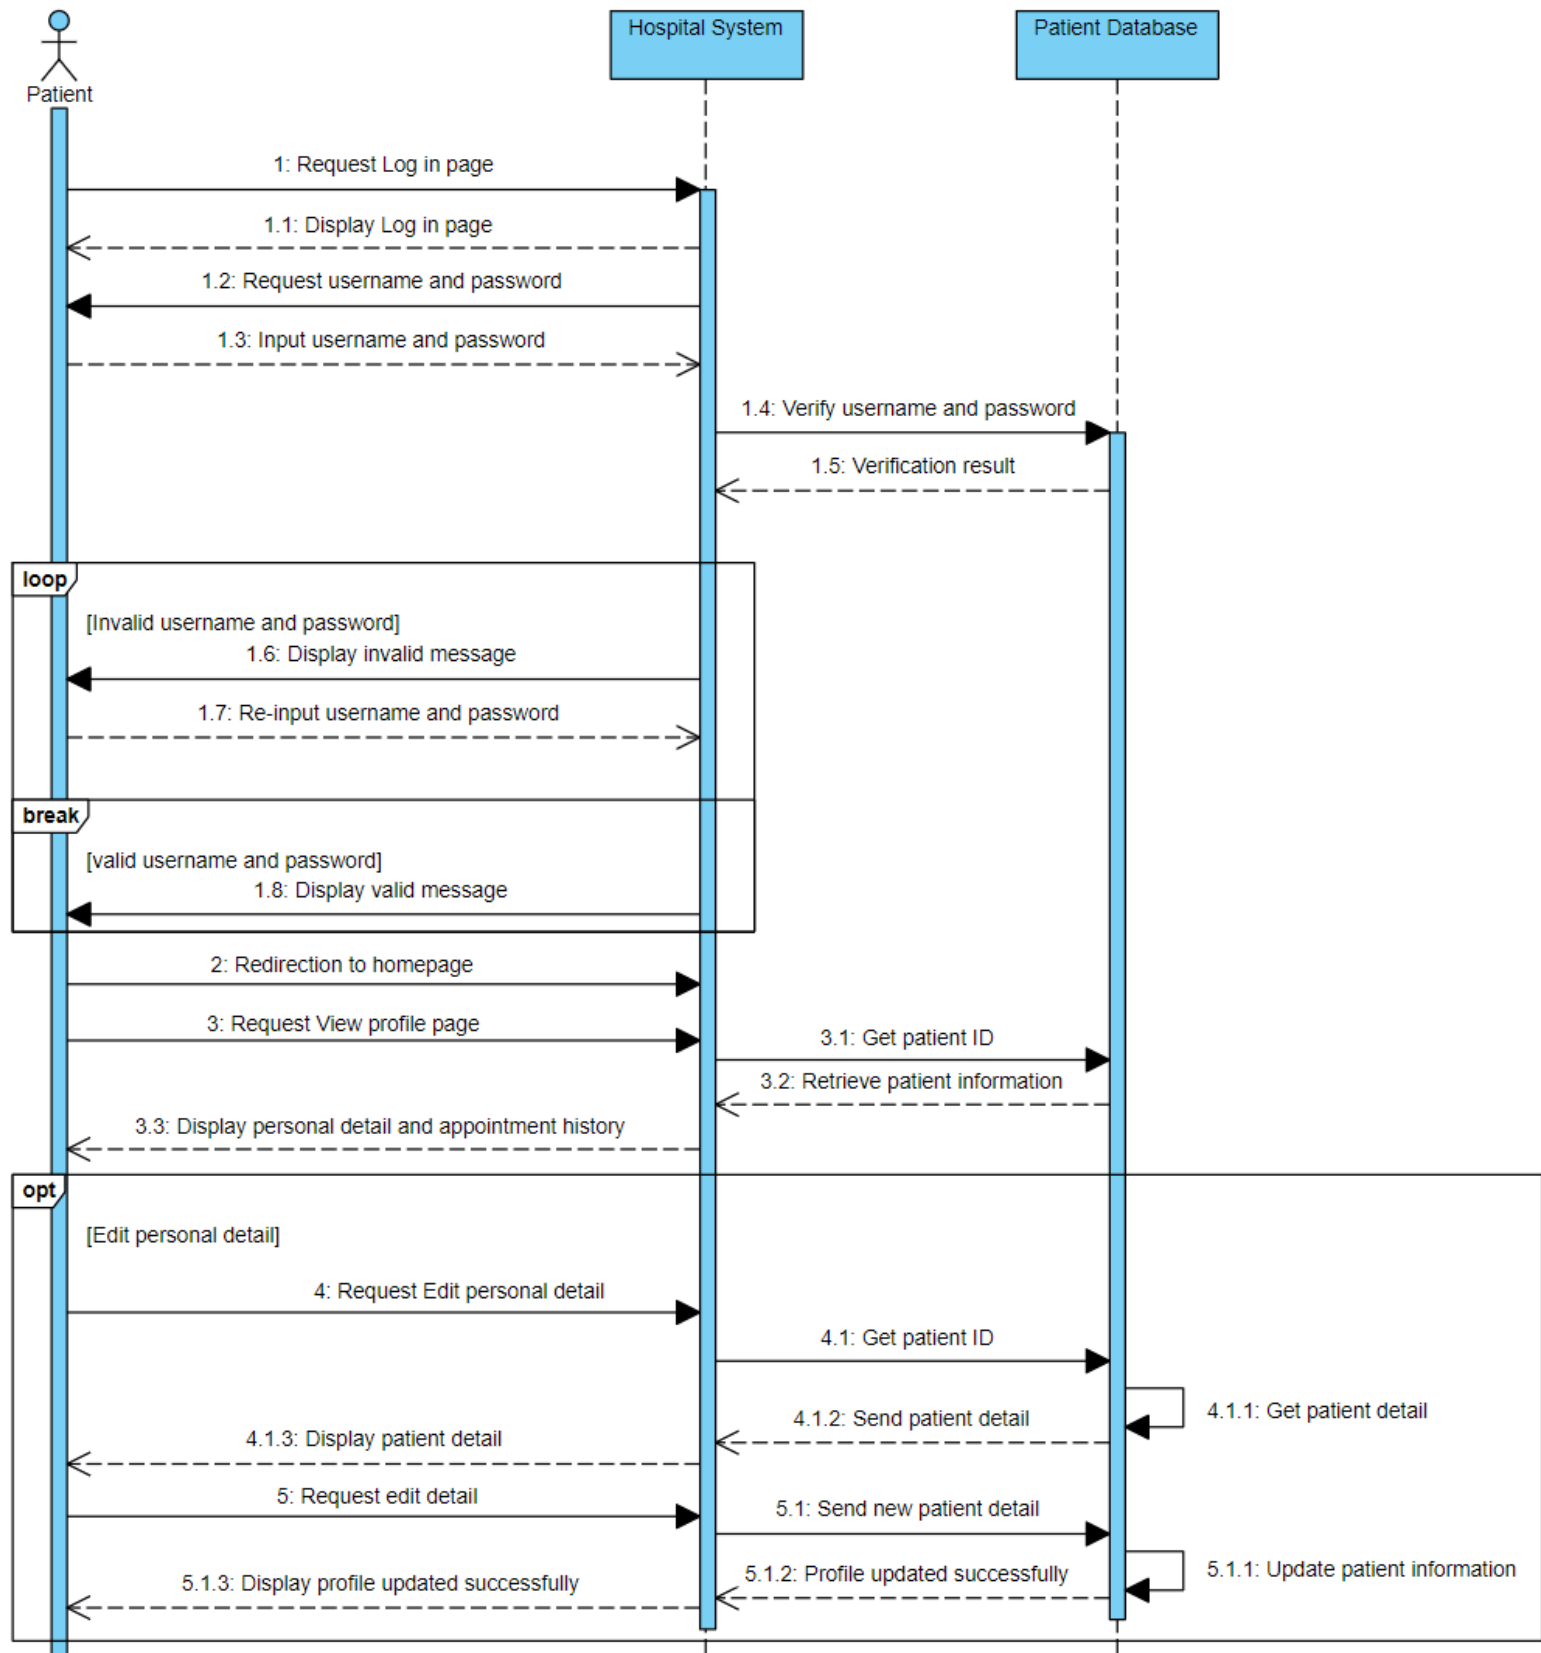 Hospital System
Patient Database
Patient
1: Request Log in page
1.1: Display Log in page
1.2: Request username and password
1.3: Input username and password
1.4: Verify username and password
1.5: Verification result
loop
[Invalid username and password]
1.6: Display invalid message
1.7: Re-input username and password
break
[valid username and password]
1.8: Display valid message
2: Redirection to homepage
3: Request View profile page
3.1: Get patient ID
3.2: Retrieve patient information
3.3: Display personal detail and appointment history
opt
[Edit personal detail]
4: Request Edit personal detail
4.1: Get patient ID
4.1.1: Get patient detail
4.1.2: Send patient detail
4.1.3: Display patient detail
5: Request edit detail
5.1: Send new patient detail
5.1.1: Update patient information
5.1.2: Profile updated successfully
5.1.3: Display profile updated successfully